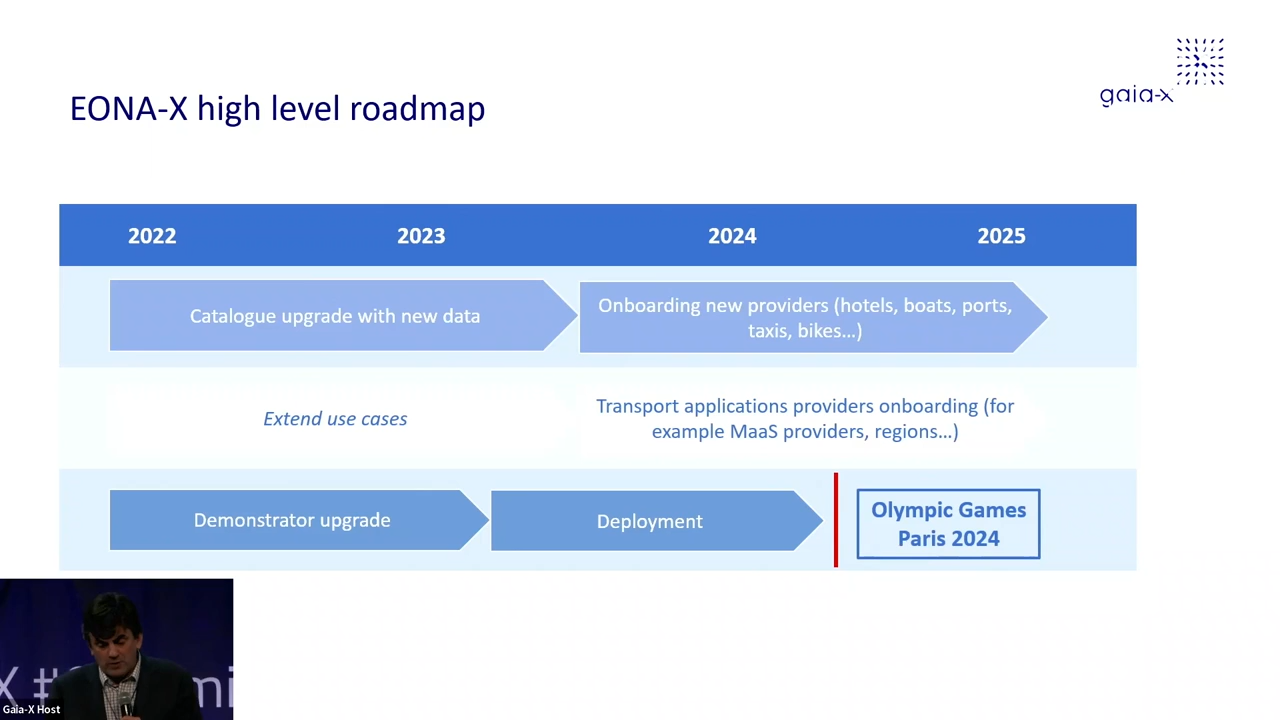 gaia-x
EONA-X high level roadmap
2022 2023 2024 2025
Catalogue upgrade with new data
Onboarding new providers (hotels, boats, ports,
taxis, bikes...)
Extend use cases
Transport applications providers onboarding (for
example MaaS providers, regions...)
Demonstrator upgrade
Deployment
Olympic Games
Paris 2024
X #
mi
Gaia-X Host